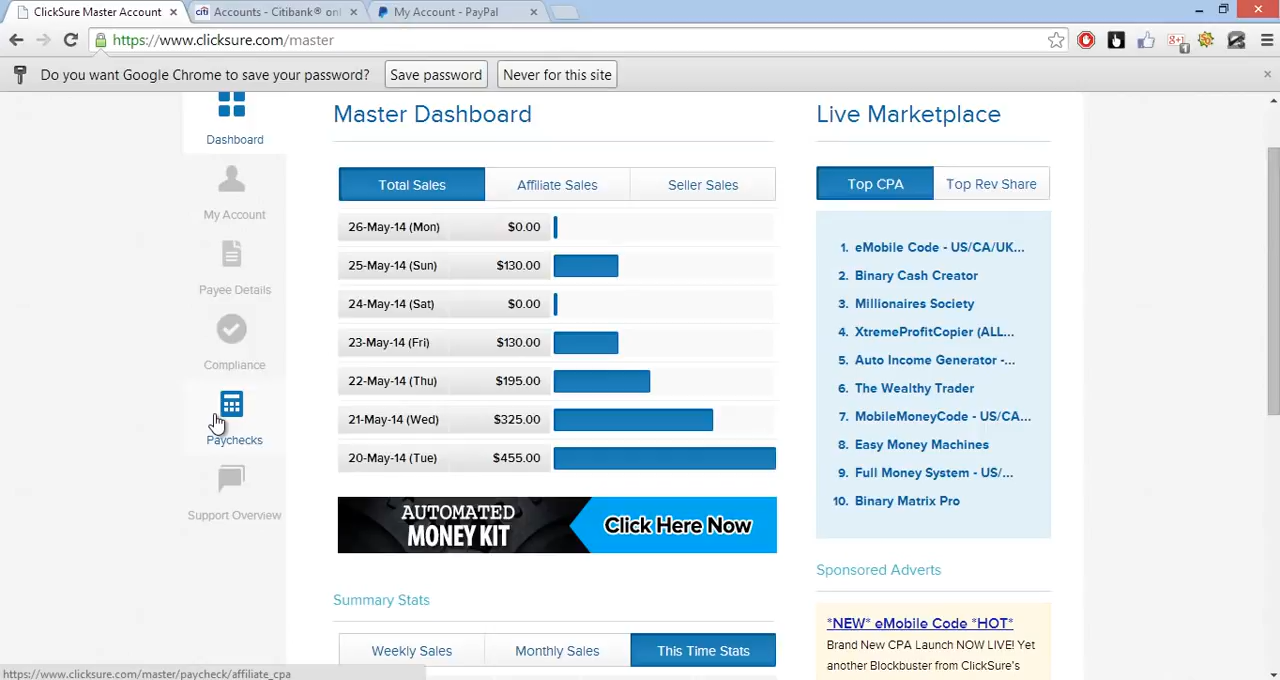 ClickSure Master Account
Accounts - Citibank® onl
My Account - PayPal
https://www.clicksure.com/master
Do you want Google Chrome to save your password?
Save password
Never for this site
Dashboard
My Account
Payee Details
Compliance
Paychecks
Support Overview
Master Dashboard
Total Sales
Affiliate Sales
Seller Sales
26-May-14 (Mon) $0.00
25-May-14 (Sun) $130.00
24-May-14 (Sat) $0.00
23-May-14 (Fri) $130.00
22-May-14 (Thu) $195.00
21-May-14 (Wed) $325.00
20-May-14 (Tue) $455.00
AUTOMATED
MONEY KIT
Click Here Now
Summary Stats
Weekly Sales
Monthly Sales
This Time Stats
Live Marketplace
Top CPA
Top Rev Share
1. eMobile Code - US/CA/UK...
2. Binary Cash Creator
3. Millionaires Society
4. XtremeProfitCopier (ALL...
5. Auto Income Generator -...
6. The Wealthy Trader
7. MobileMoneyCode - US/CA...
8. Easy Money Machines
9. Full Money System - US/...
10. Binary Matrix Pro
Sponsored Adverts
*NEW* eMobile Code *HOT*
Brand New CPA Launch NOW LIVE! Yet
another Blockbuster from ClickSure's
https://www.clicksure.com/master/paycheck/affiliate_cpa